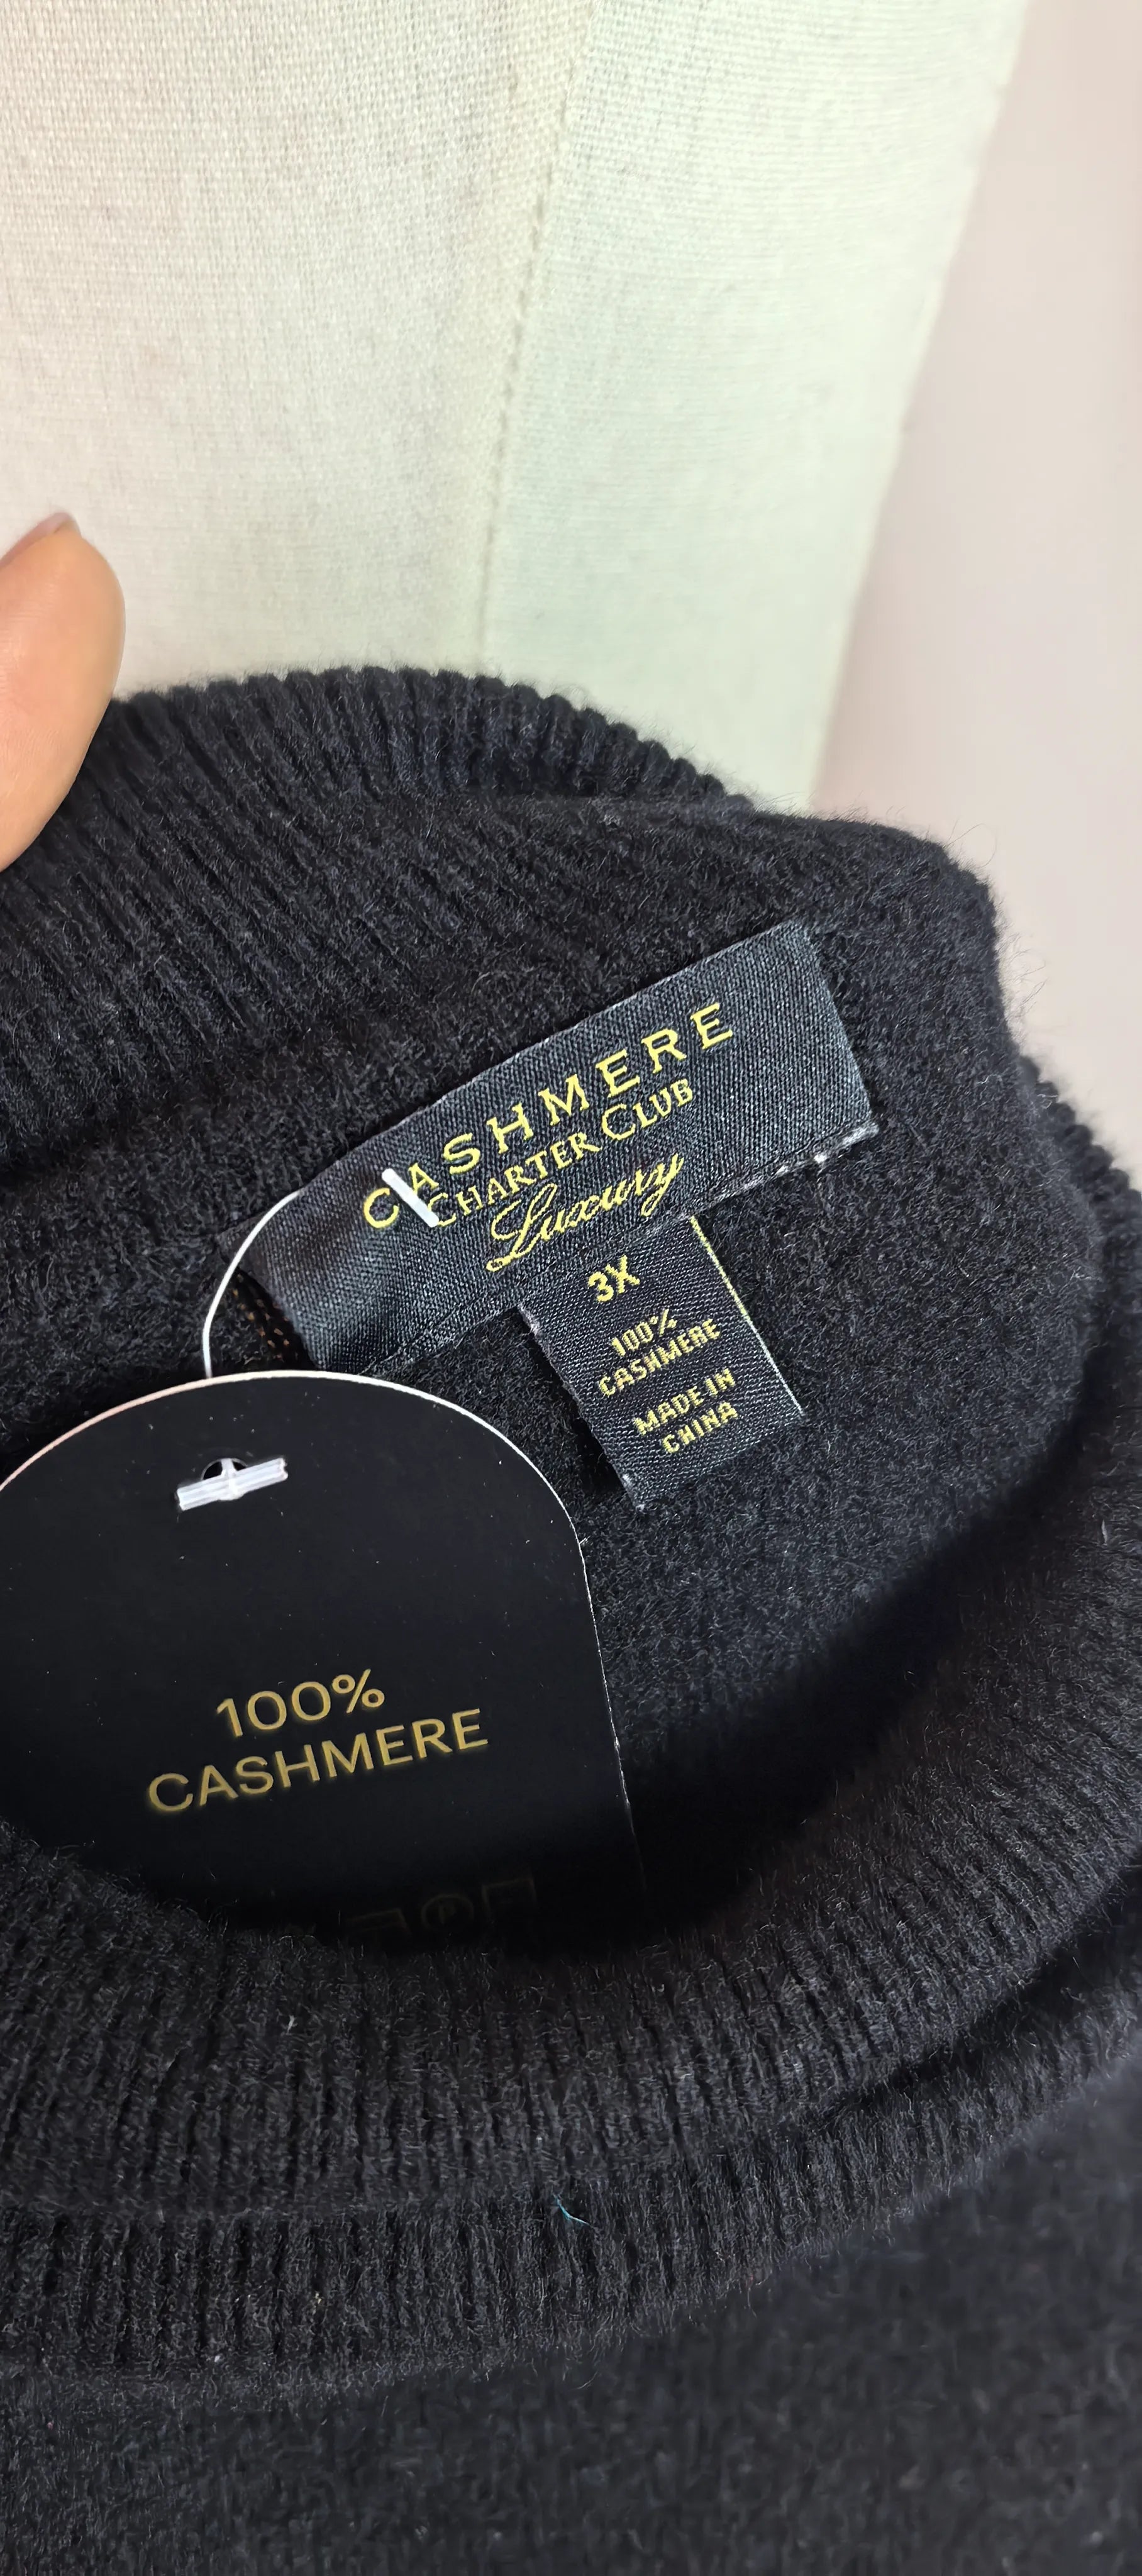 CASHMERE
CHARTER CLUB
Luxury
3X
100%
CASHMERE
MADE IN
CHINA
100%
CASHMERE